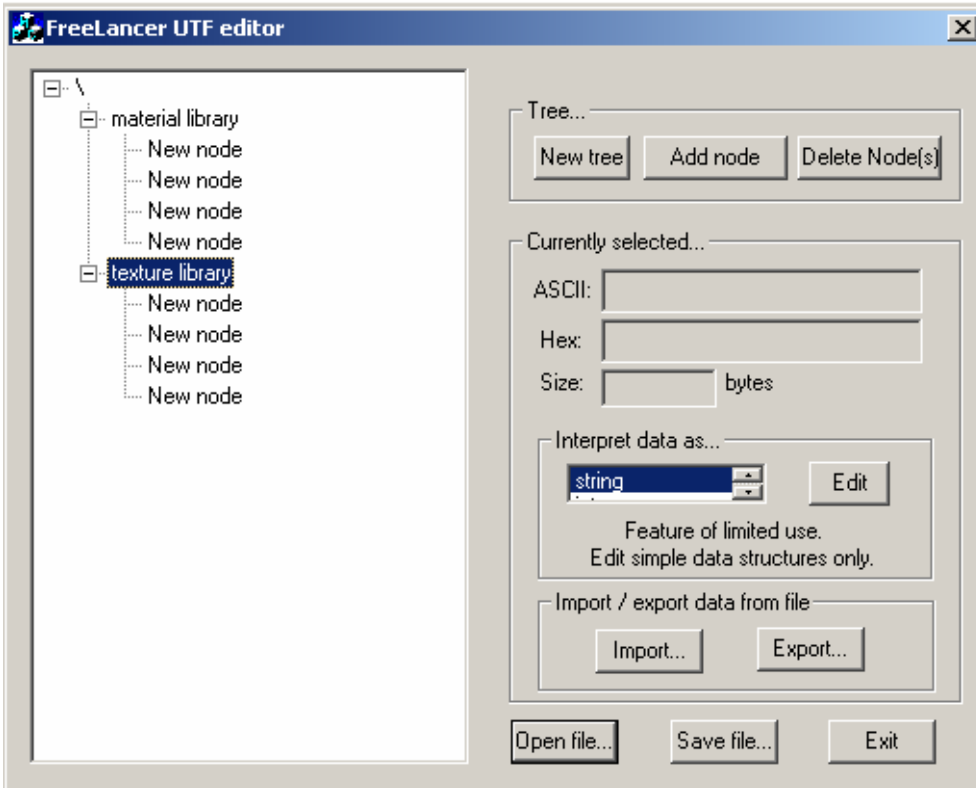 FreeLancer UTF editor
\
material library
New node
New node
New node
New node
texture library
New node
New node
New node
New node
Tree...
New tree
Add node
Delete Node(s)
Currently selected...
ASCII:
Hex:
Size:
bytes
Interpret data as...
string
Edit
Feature of limited use.
Edit simple data structures only.
Import / export data from file
Import...
Export...
Open file...
Save file...
Exit